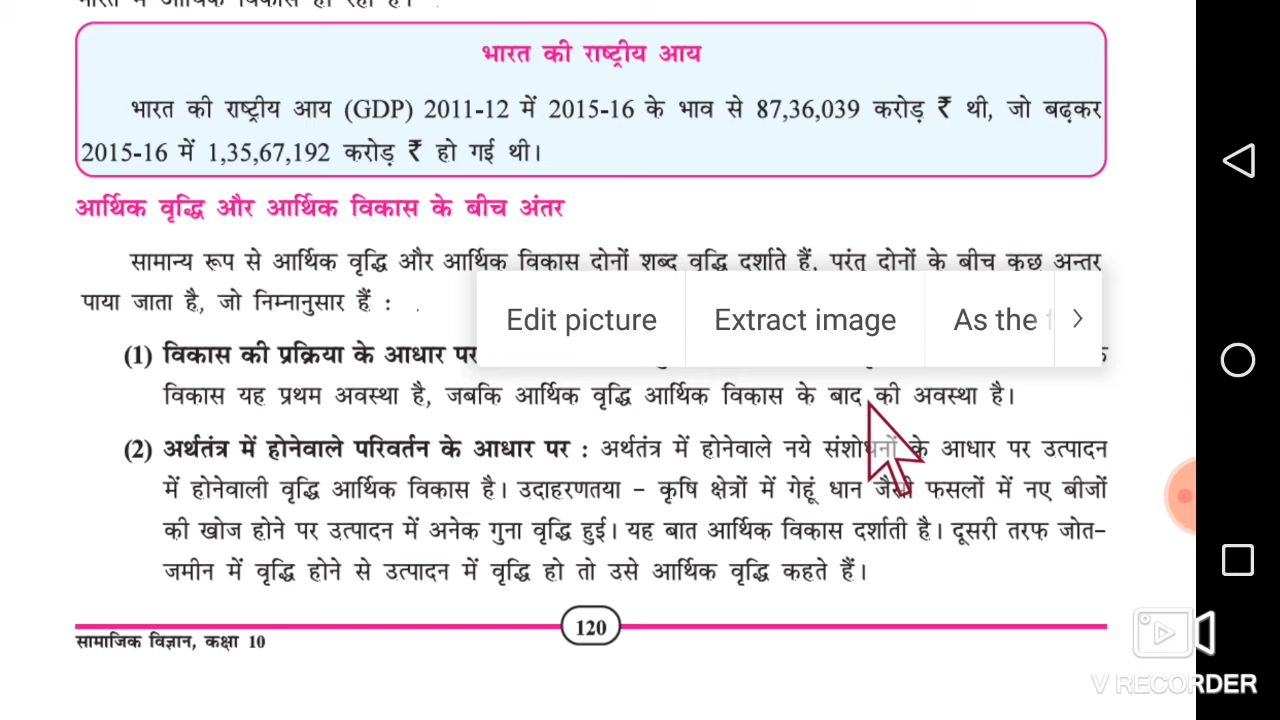 भारत में आर्थिक विकास हो रहा है।
भारत की राष्ट्रीय आय
भारत की राष्ट्रीय आय (GDP) 2011-12 में 2015-16 के भाव से 87,36,039 करोड़ ₹ थी, जो बढ़कर
2015-16 में 1,35,67,192 करोड़ ₹ हो गई थी।
आर्थिक वृद्धि और आर्थिक विकास के बीच अंतर
सामान्य रूप से आर्थिक वृद्धि और आर्थिक विकास दोनों शब्द वृद्धि दर्शाते हैं, परंतु दोनों के बीच कुछ अन्तर
पाया जाता है, जो निम्नानुसार हैं :
Edit picture Extract image As the
(1) विकास की प्रक्रिया के आधार पर
विकास यह प्रथम अवस्था है, जबकि आर्थिक वृद्धि आर्थिक विकास के बाद की अवस्था है।
(2) अर्थतंत्र में होनेवाले परिवर्तन के आधार पर : अर्थतंत्र में होनेवाले नये संशोधनों के आधार पर उत्पादन
में होनेवाली वृद्धि आर्थिक विकास है। उदाहरणतया – कृषि क्षेत्रों में गेहूं धान जैसी फसलों में नए बीजों
की खोज होने पर उत्पादन में अनेक गुना वृद्धि हुई। यह बात आर्थिक विकास दर्शाती है। दूसरी तरफ जोत–
जमीन में वृद्धि होने से उत्पादन में वृद्धि हो तो उसे आर्थिक वृद्धि कहते हैं।
120
सामाजिक विज्ञान, कक्षा 10
V RECORDER